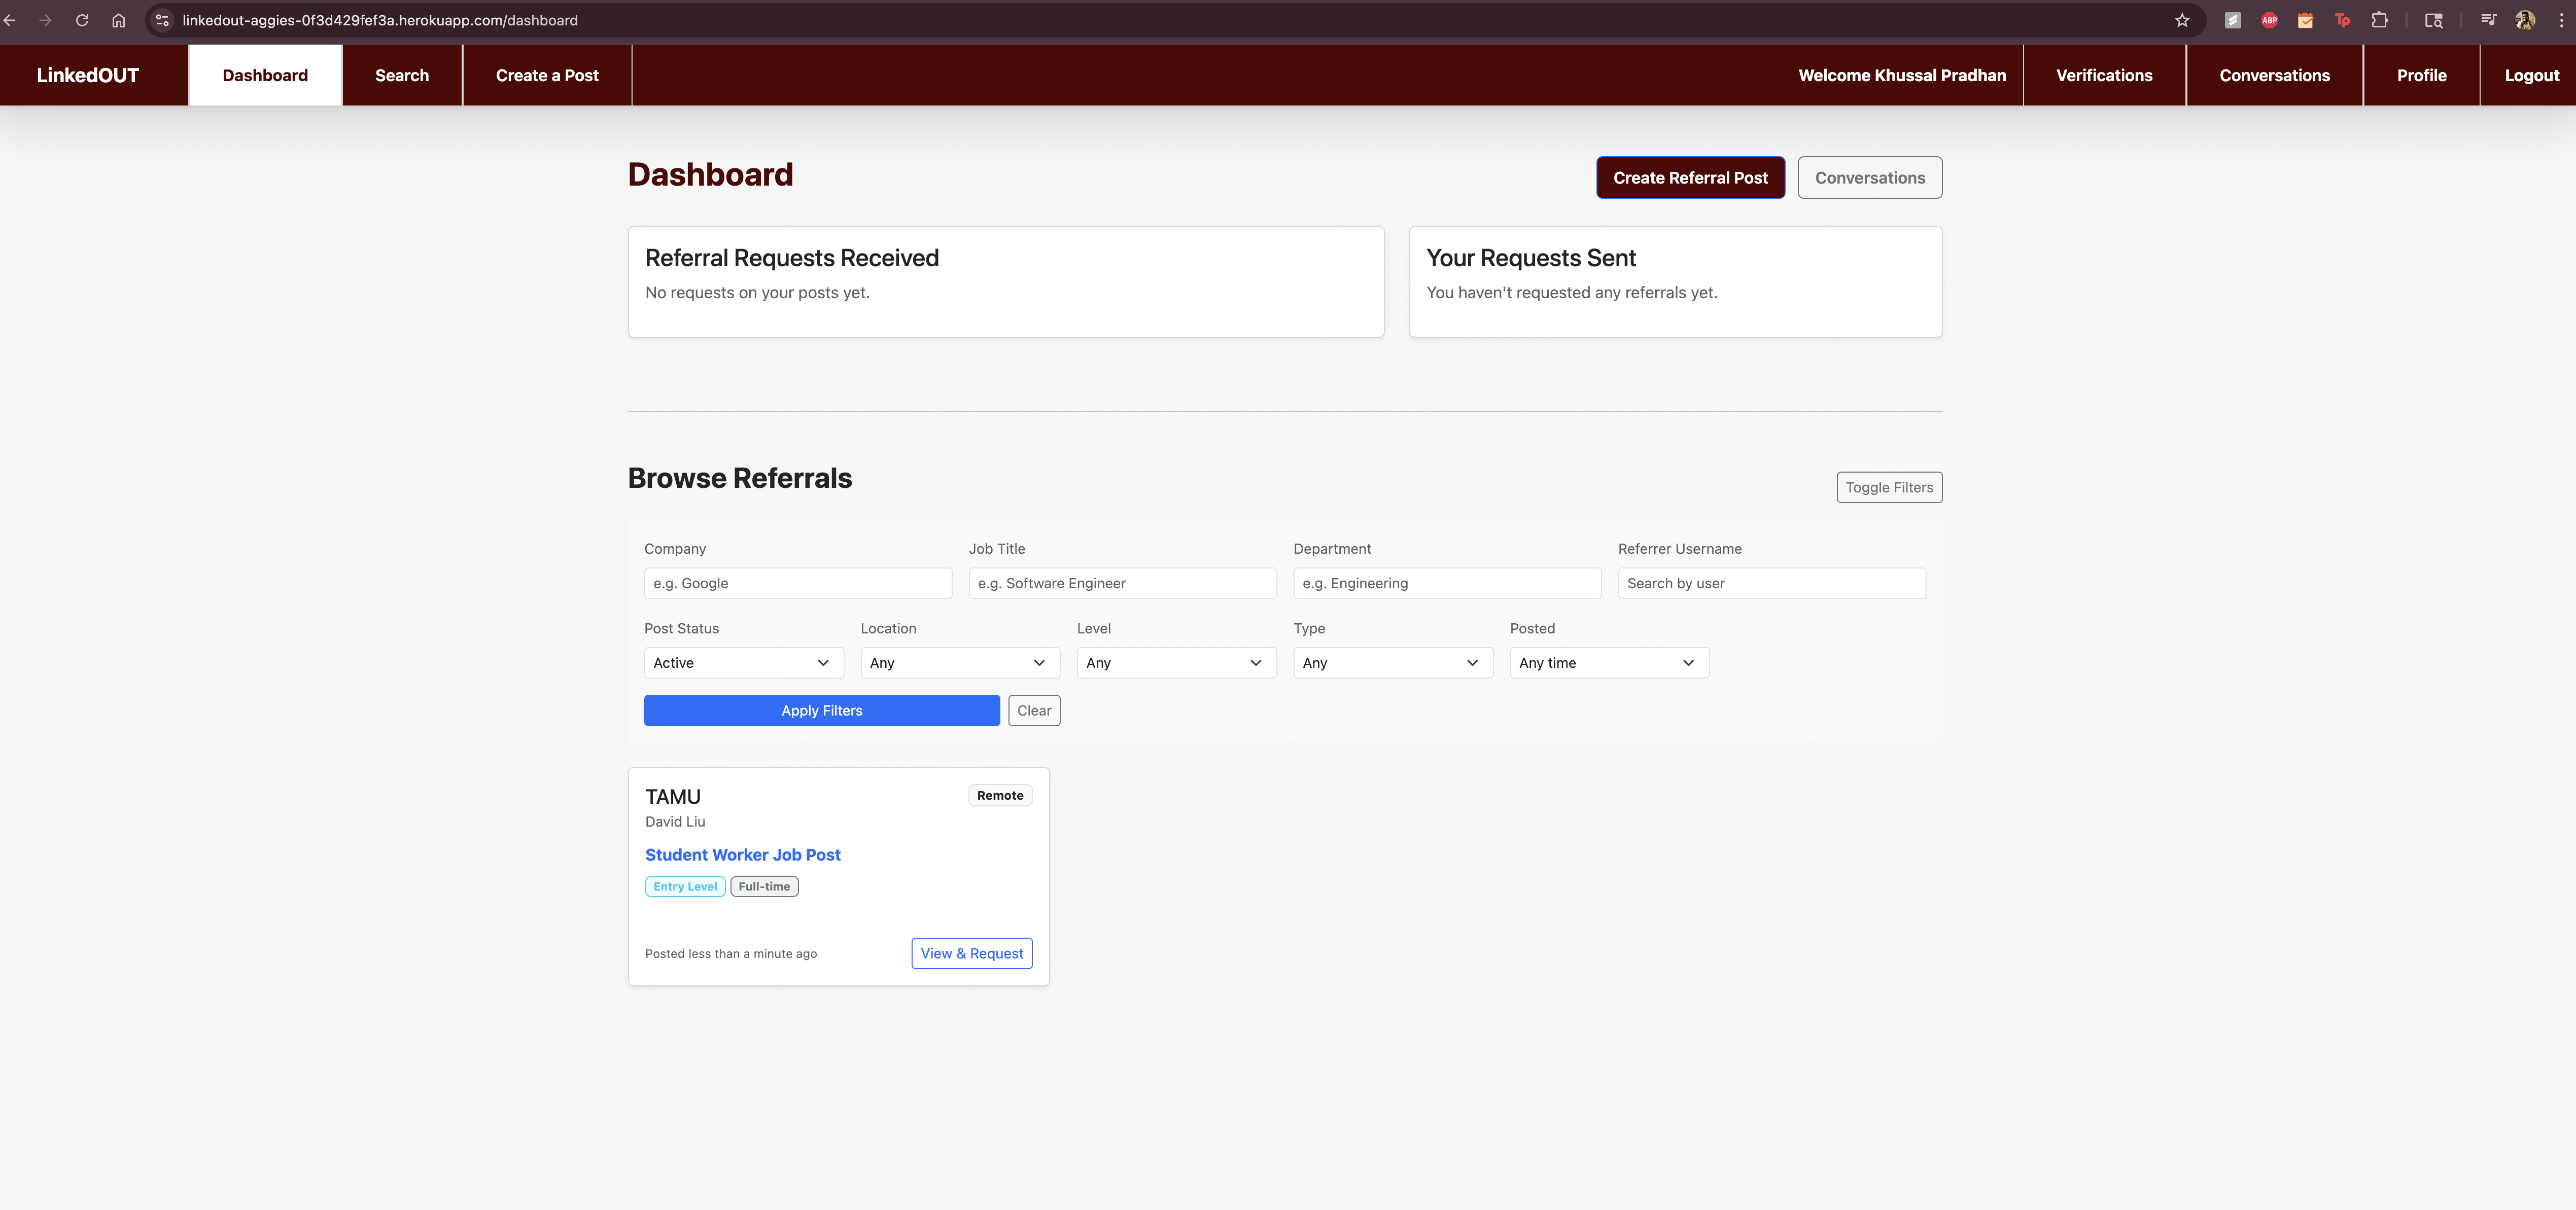 linkedout-aggies-0f3d429fef3a.herokuapp.com/dashboard
ABP
Tp
LinkedOUT Dashboard Search Create a Post Welcome Khussal Pradhan Verifications Conversations Profile Logout
Dashboard
Create Referral Post Conversations
Referral Requests Received
No requests on your posts yet.
Your Requests Sent
You haven't requested any referrals yet.
Browse Referrals
Toggle Filters
Company Job Title Department Referrer Username
e.g. Google e.g. Software Engineer e.g. Engineering Search by user
Post Status Location Level Type Posted
Active Any Any Any Any time
Apply Filters Clear
TAMU Remote
David Liu
Student Worker Job Post
Entry Level Full-time
Posted less than a minute ago View & Request